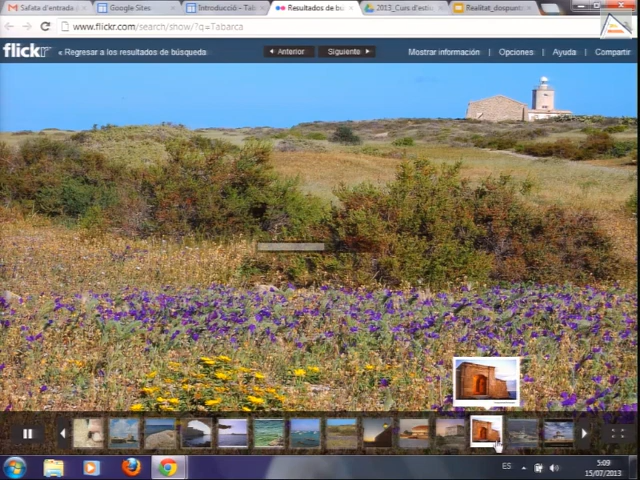 Safata d'entrada
Google Sites
Introducció – Tab
Resultados de bú
2013_Curs d'estiu
Realitat_dospunt
www.flickr.com/search/show/?q=Tabarca
flickr
« Regresar a los resultados de búsqueda
Anterior
Siguiente
Mostrar información | Opciones | Ayuda | Compartir
ES
5:09
15/07/2013